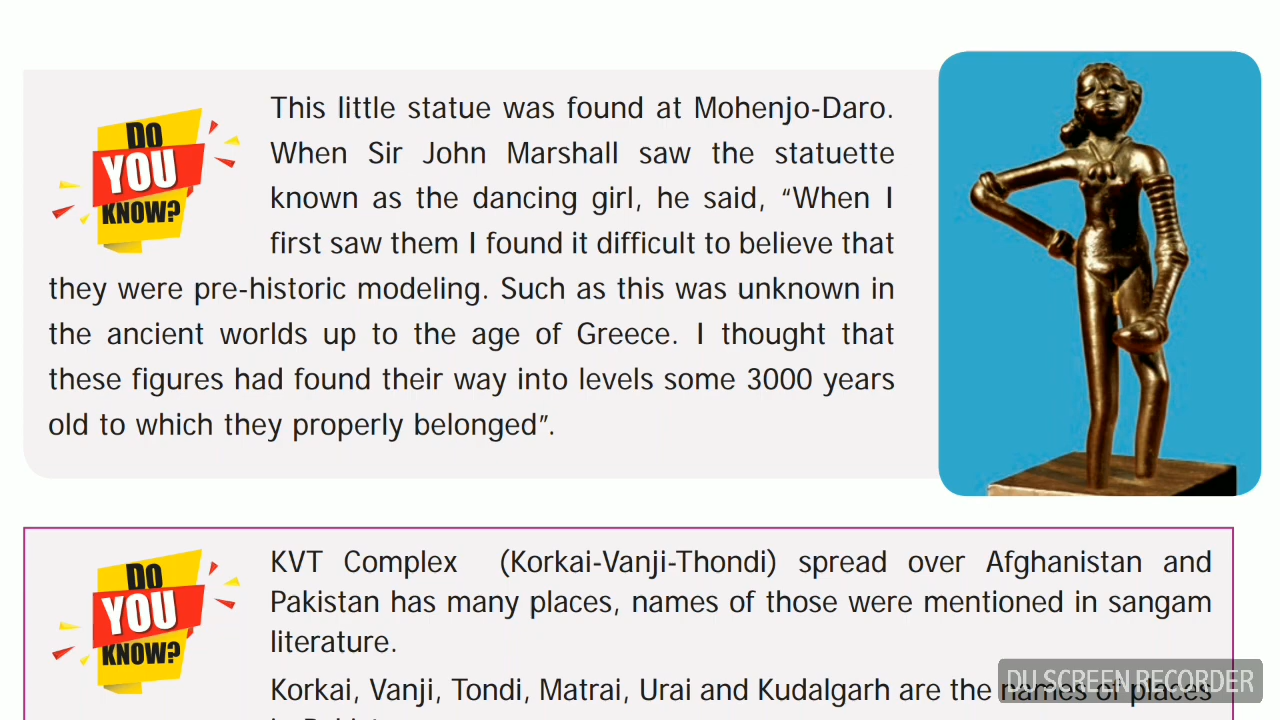 DO
YOU
KNOW?
This little statue was found at Mohenjo-Daro.
When Sir John Marshall saw the statuette
known as the dancing girl, he said, “When I
first saw them I found it difficult to believe that
they were pre-historic modeling. Such as this was unknown in
the ancient worlds up to the age of Greece. I thought that
these figures had found their way into levels some 3000 years
old to which they properly belonged”.
DO
YOU
KNOW?
KVT Complex (Korkai-Vanji-Thondi) spread over Afghanistan and
Pakistan has many places, names of those were mentioned in sangam
literature.
Korkai, Vanji, Tondi, Matrai, Urai and Kudalgarh are the names of places
DU SCREEN RECORDER